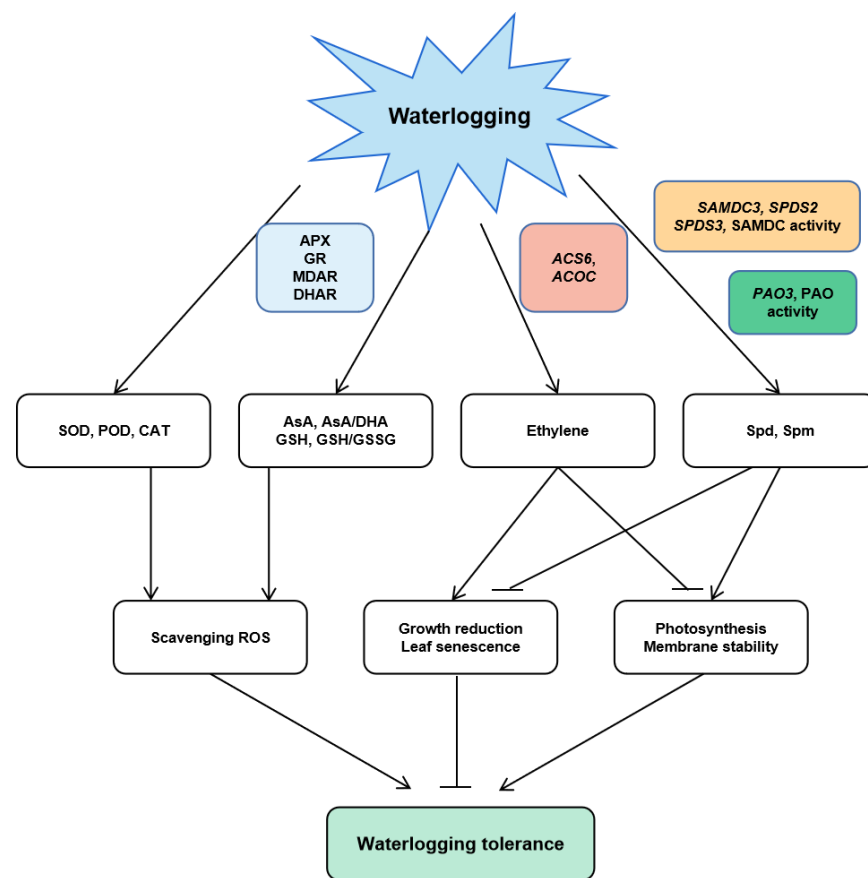 Waterlogging
SAMDC3, SPDS2
SPDS3, SAMDC activity
APX
GR
MDAR
DHAR
ACS6,
ACOC
PAO3, PAO
activity
SOD, POD, CAT
AsA, AsA/DHA
GSH, GSH/GSSG
Ethylene
Spd, Spm
Scavenging ROS
Growth reduction
Leaf senescence
Photosynthesis
Membrane stability
Waterlogging tolerance